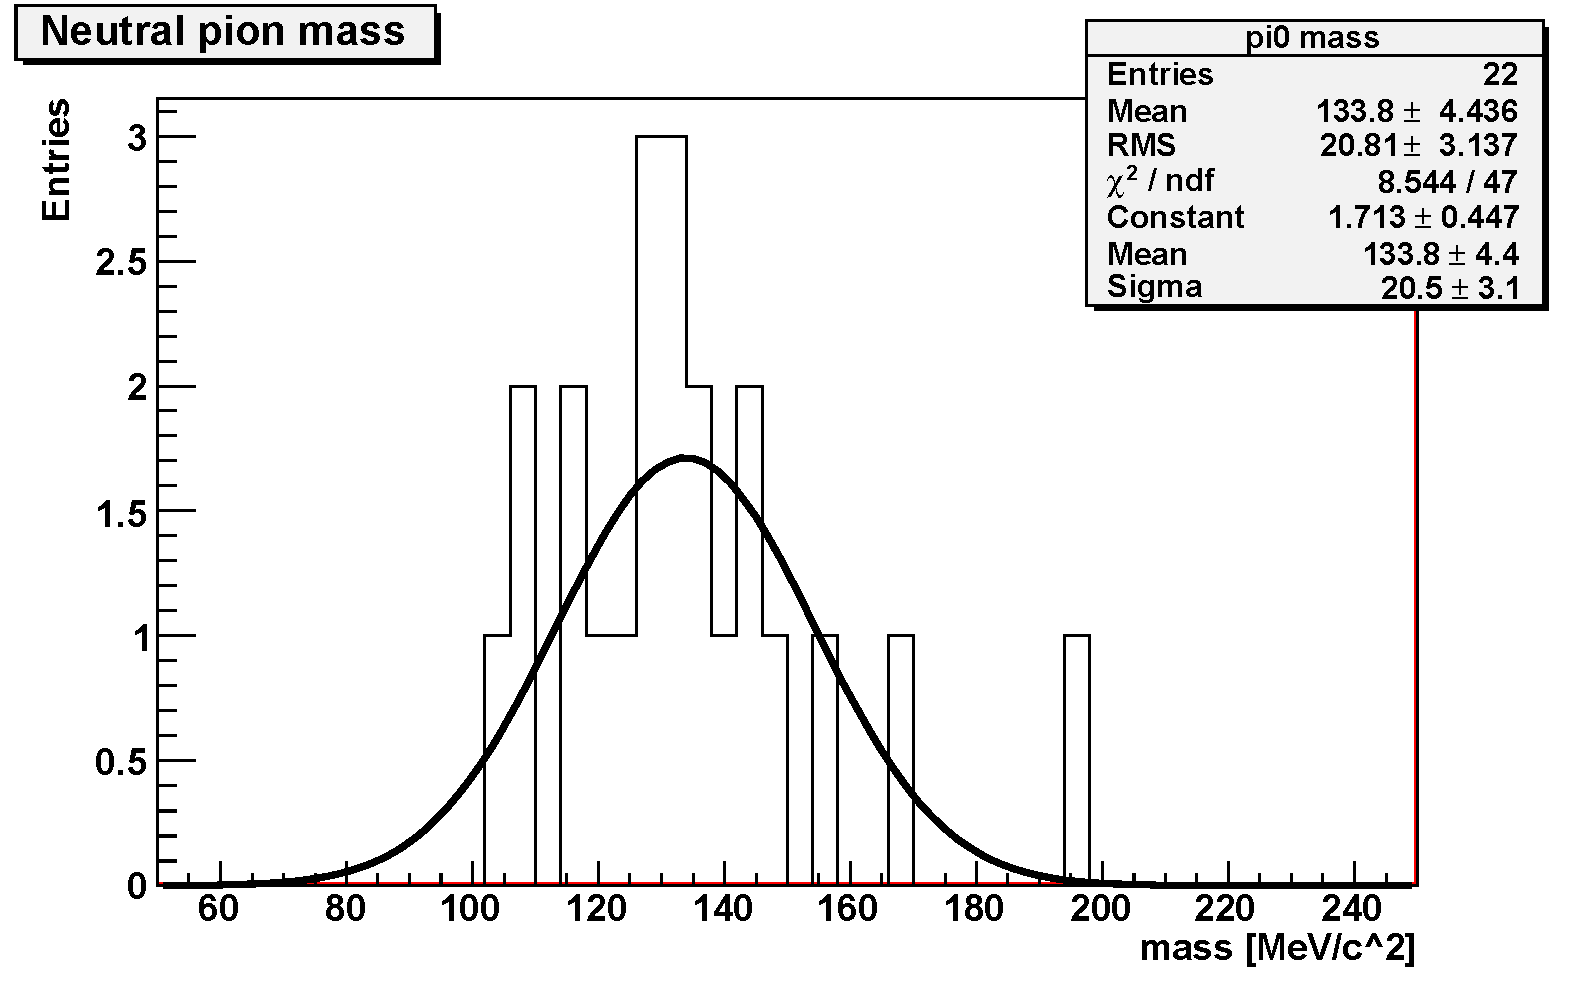 Neutral pion mass
pi0 mass
Entries 22
Mean 133.8 ± 4.436
RMS 20.81 ± 3.137
χ² / ndf 8.544 / 47
Constant 1.713 ± 0.447
Mean 133.8 ± 4.4
Sigma 20.5 ± 3.1
Entries
3
2.5
2
1.5
1
0.5
0
60 80 100 120 140 160 180 200 220 240
mass [MeV/c^2]